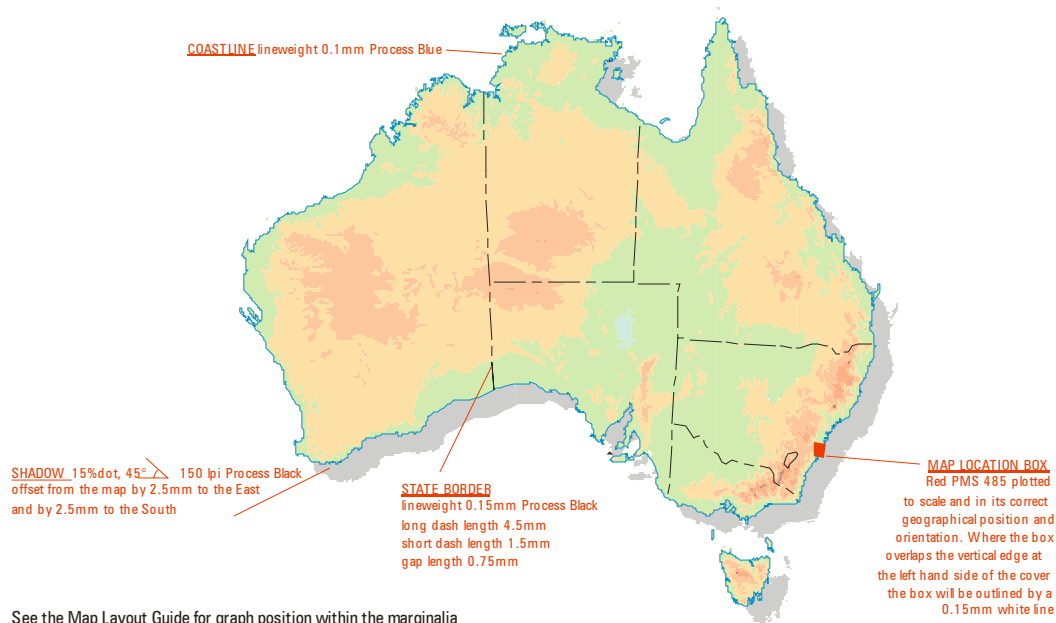 COASTLINE lineweight 0.1mm Process Blue
SHADOW 15%dot, 45° 150 lpi Process Black
offset from the map by 2.5mm to the East
and by 2.5mm to the South
STATE BORDER
lineweight 0.15mm Process Black
long dash length 4.5mm
short dash length 1.5mm
gap length 0.75mm
MAP LOCATION BOX
Red PMS 485 plotted
to scale and in its correct
geographical position and
orientation. Where the box
overlaps the vertical edge at
the left hand side of the cover
the box will be outlined by a
0.15mm white line
See the Map Layout Guide for graph position within the marginalia